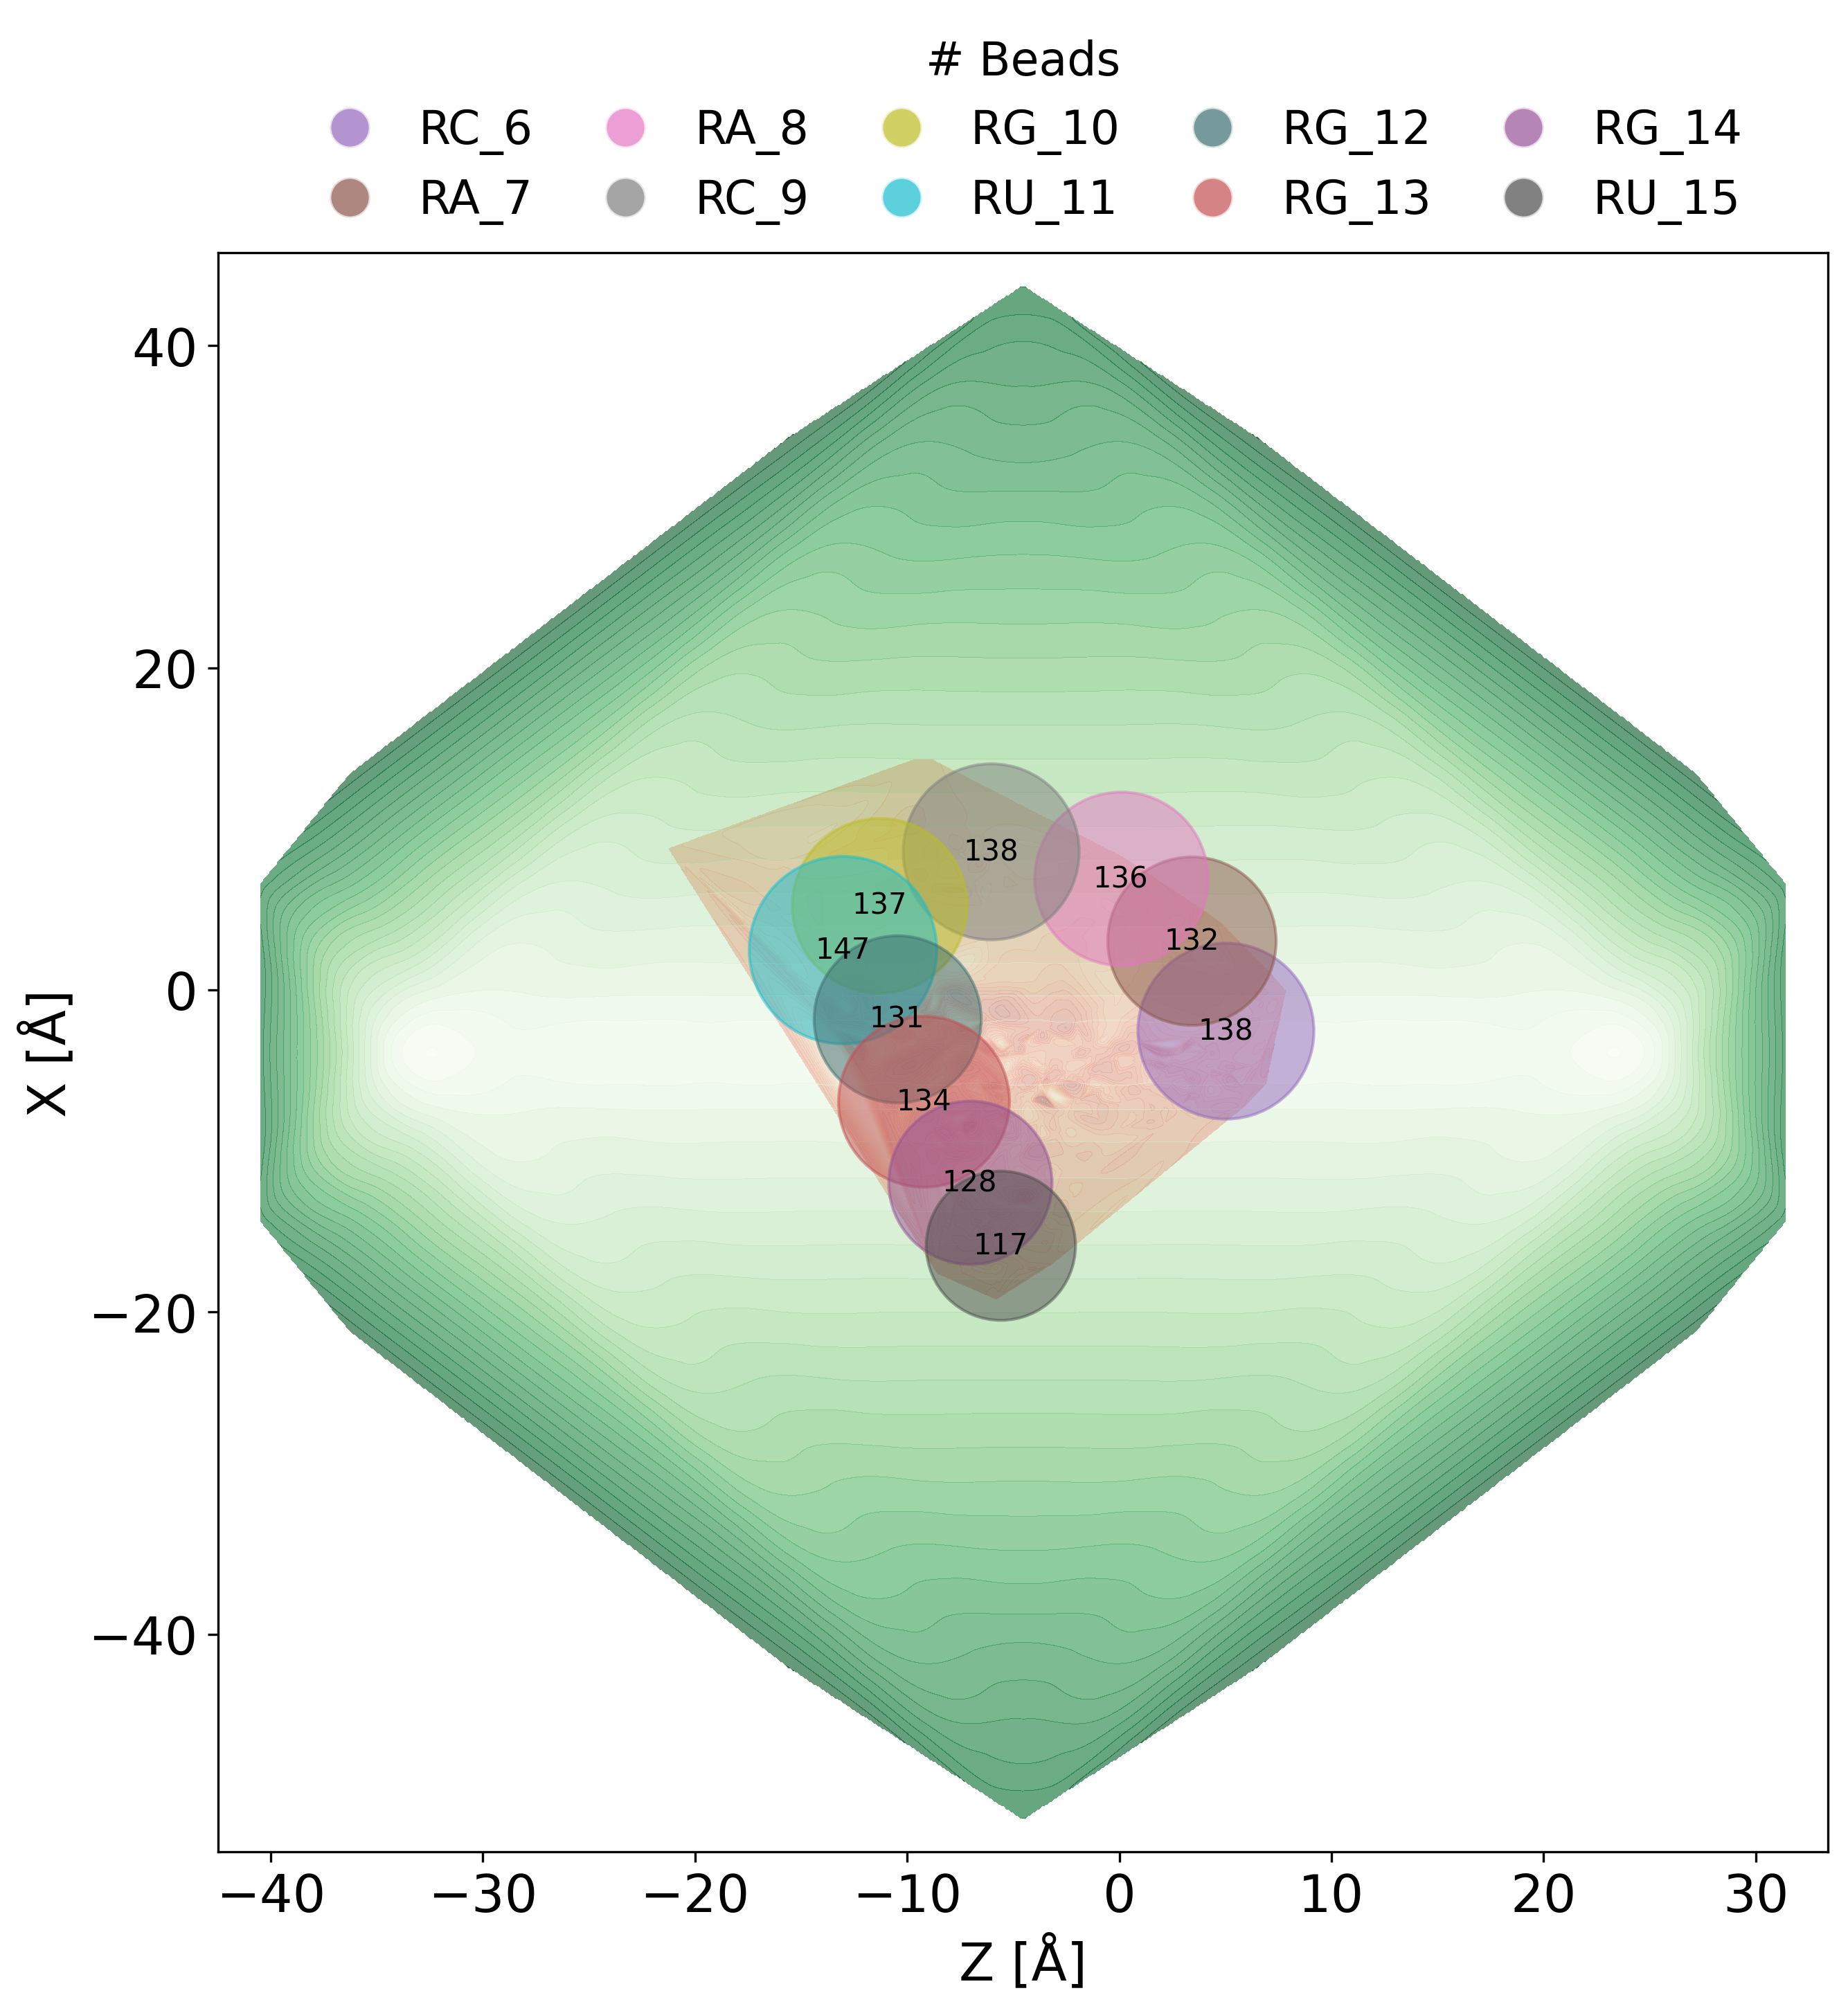 # Beads
RC_6 RA_8 RG_10 RG_12 RG_14
RA_7 RC_9 RU_11 RG_13 RU_15
40
20
0
−20
−40
X [Å]
138
136
137
132
147
131
138
134
128
117
−40 −30 −20 −10 0 10 20 30
Z [Å]